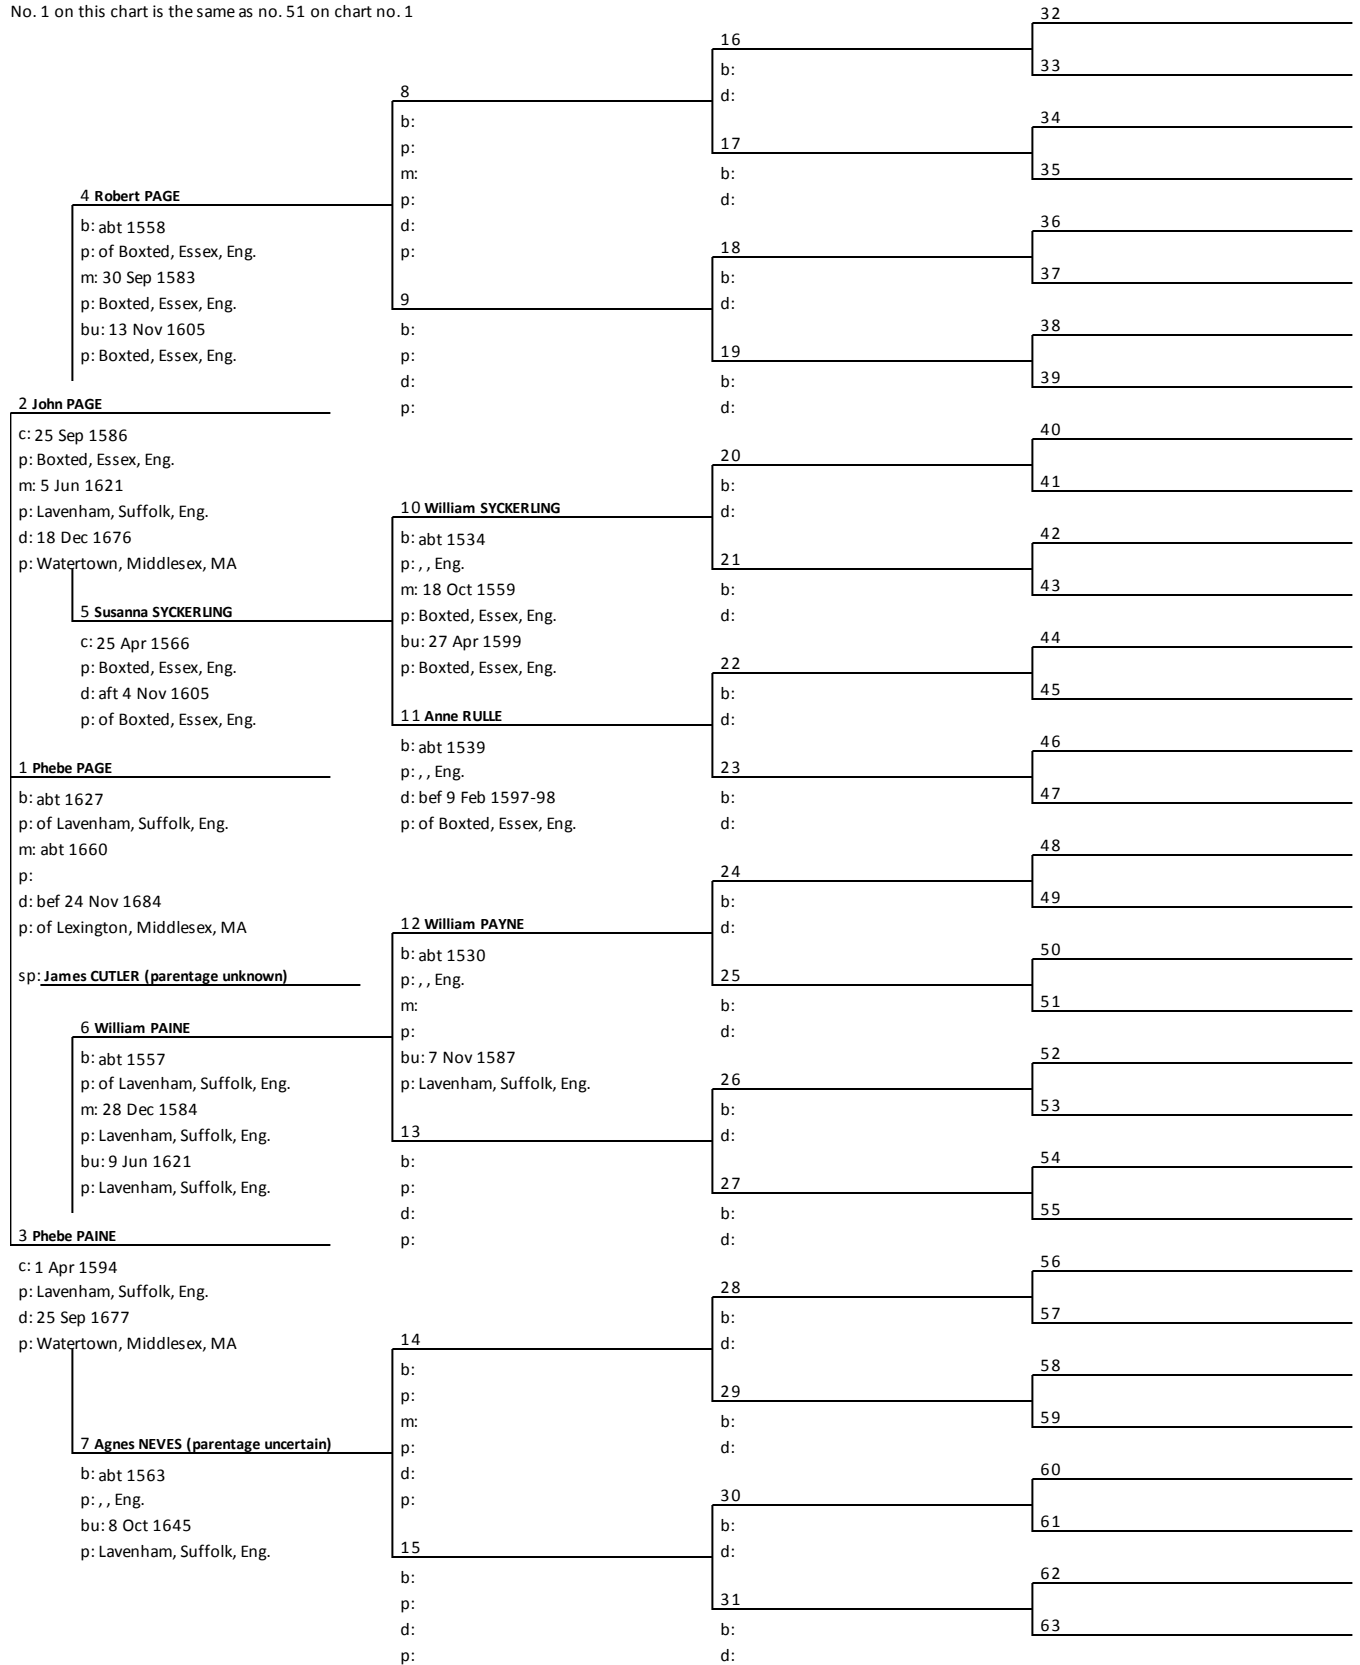 No. 1 on this chart is the same as no. 51 on chart no. 1
4 Robert PAGE
b: abt 1558
p: of Boxted, Essex, Eng.
m: 30 Sep 1583
p: Boxted, Essex, Eng.
bu: 13 Nov 1605
p: Boxted, Essex, Eng.
2 John PAGE
c: 25 Sep 1586
p: Boxted, Essex, Eng.
m: 5 Jun 1621
p: Lavenham, Suffolk, Eng.
d: 18 Dec 1676
p: Watertown, Middlesex, MA
5 Susanna SYCKERLING
c: 25 Apr 1566
p: Boxted, Essex, Eng.
d: aft 4 Nov 1605
p: of Boxted, Essex, Eng.
1 Phebe PAGE
b: abt 1627
p: of Lavenham, Suffolk, Eng.
m: abt 1660
p:
d: bef 24 Nov 1684
p: of Lexington, Middlesex, MA
sp: James CUTLER (parentage unknown)
6 William PAINE
b: abt 1557
p: of Lavenham, Suffolk, Eng.
m: 28 Dec 1584
p: Lavenham, Suffolk, Eng.
bu: 9 Jun 1621
p: Lavenham, Suffolk, Eng.
3 Phebe PAINE
c: 1 Apr 1594
p: Lavenham, Suffolk, Eng.
d: 25 Sep 1677
p: Watertown, Middlesex, MA
7 Agnes NEVES (parentage uncertain)
b: abt 1563
p: , , Eng.
bu: 8 Oct 1645
p: Lavenham, Suffolk, Eng.
8
b:
p:
m:
p:
d:
p:
9
b:
p:
d:
p:
10 William SYCKERLING
b: abt 1534
p: , , Eng.
m: 18 Oct 1559
p: Boxted, Essex, Eng.
bu: 27 Apr 1599
p: Boxted, Essex, Eng.
11 Anne RULLE
b: abt 1539
p: , , Eng.
d: bef 9 Feb 1597-98
p: of Boxted, Essex, Eng.
12 William PAYNE
b: abt 1530
p: , , Eng.
m:
p:
bu: 7 Nov 1587
p: Lavenham, Suffolk, Eng.
13
b:
p:
d:
p:
14
b:
p:
m:
p:
d:
p:
15
b:
p:
d:
p:
16
b:
d:
17
b:
d:
18
b:
d:
19
b:
d:
20
b:
d:
21
b:
d:
22
b:
d:
23
b:
d:
24
b:
d:
25
b:
d:
26
b:
d:
27
b:
d:
28
b:
d:
29
b:
d:
30
b:
d:
31
b:
d:
32
33
34
35
36
37
38
39
40
41
42
43
44
45
46
47
48
49
50
51
52
53
54
55
56
57
58
59
60
61
62
63